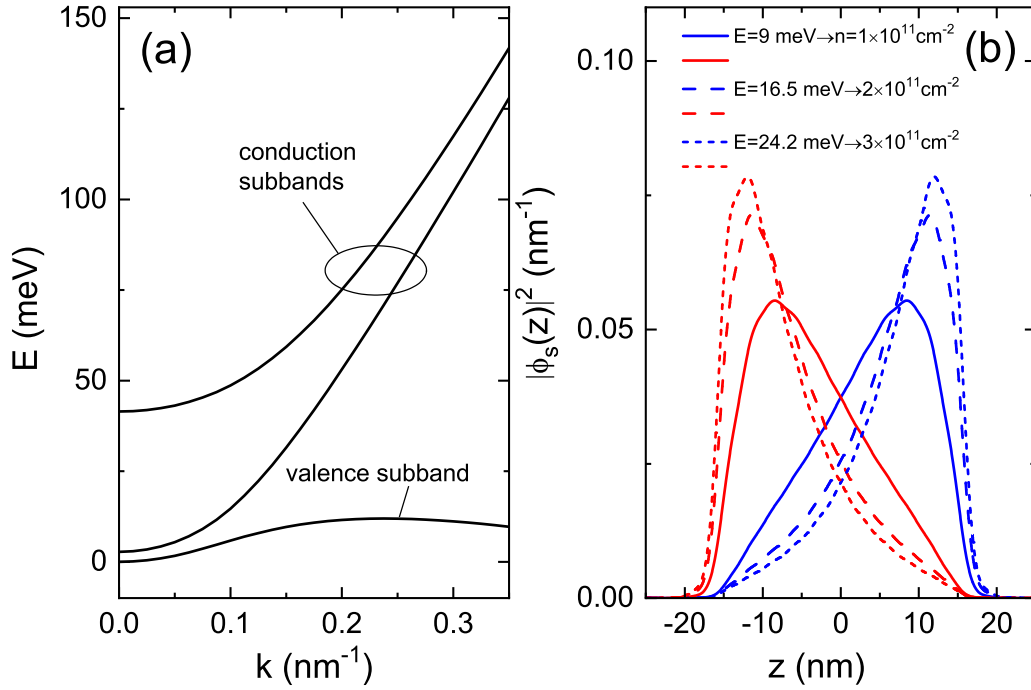 (a)
150
100
50
0
E (meV)
conduction
subbands
valence subband
0.0 0.1 0.2 0.3
k (nm⁻¹)
(b)
E=9 meV→n=1×10¹¹cm⁻²
E=16.5 meV→2×10¹¹cm⁻²
E=24.2 meV→3×10¹¹cm⁻²
0.10
0.05
0.00
|ϕₛ(z)|² (nm⁻¹)
-20 -10 0 10 20
z (nm)